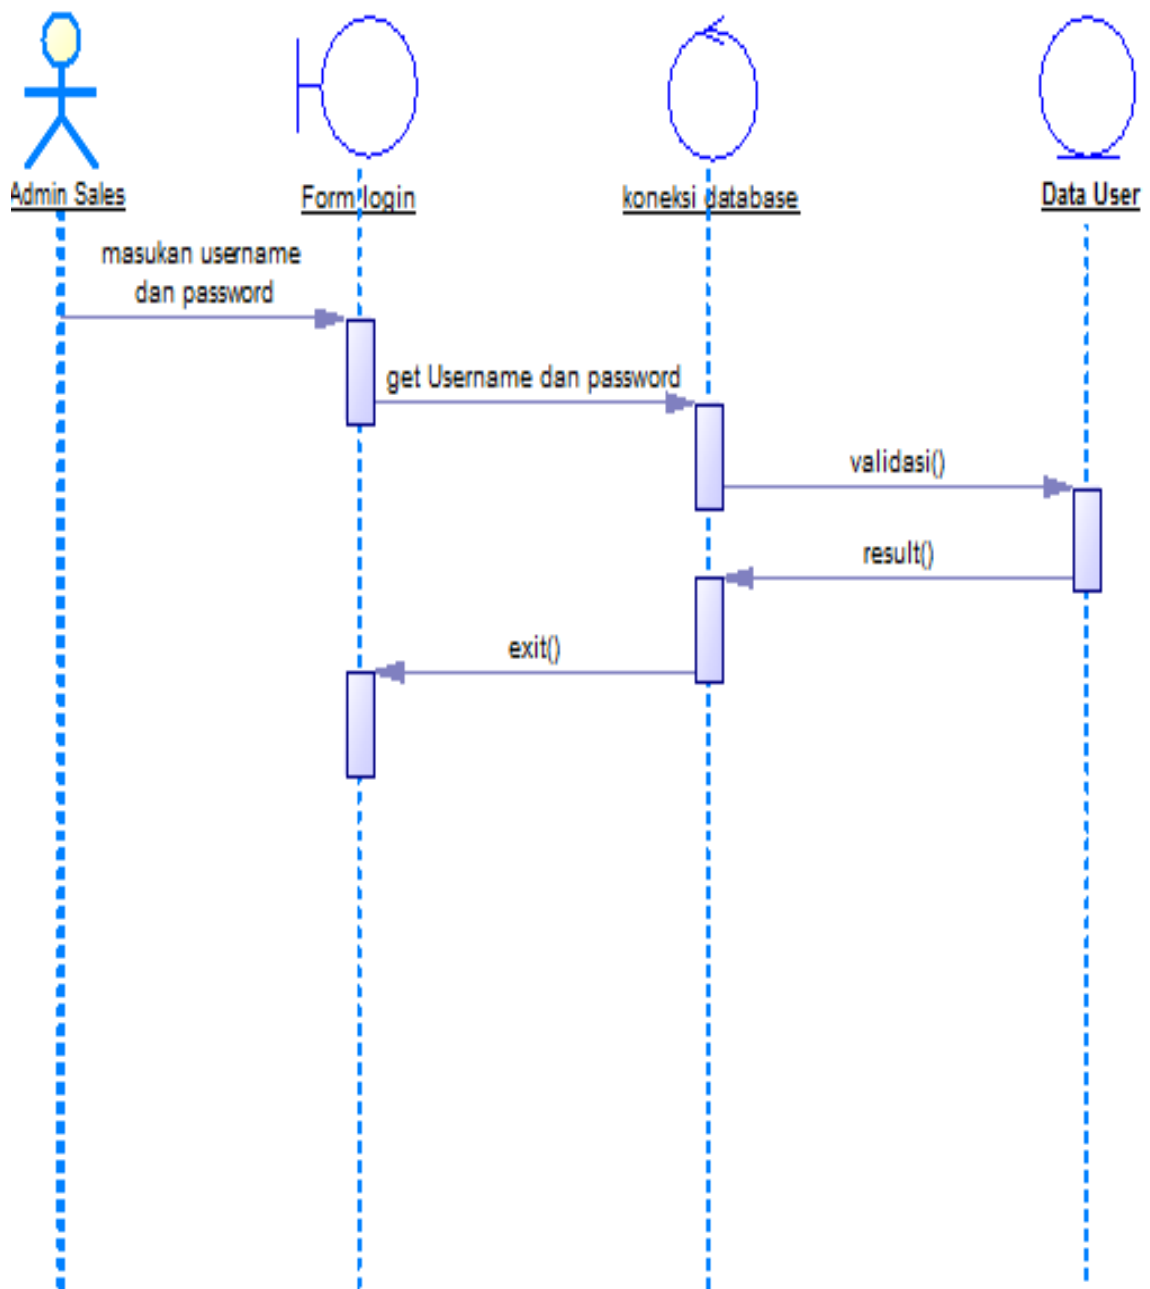 Admin Sales
Form login
koneksi database
Data User
masukan username
dan password
get Username dan password
validasi()
result()
exit()